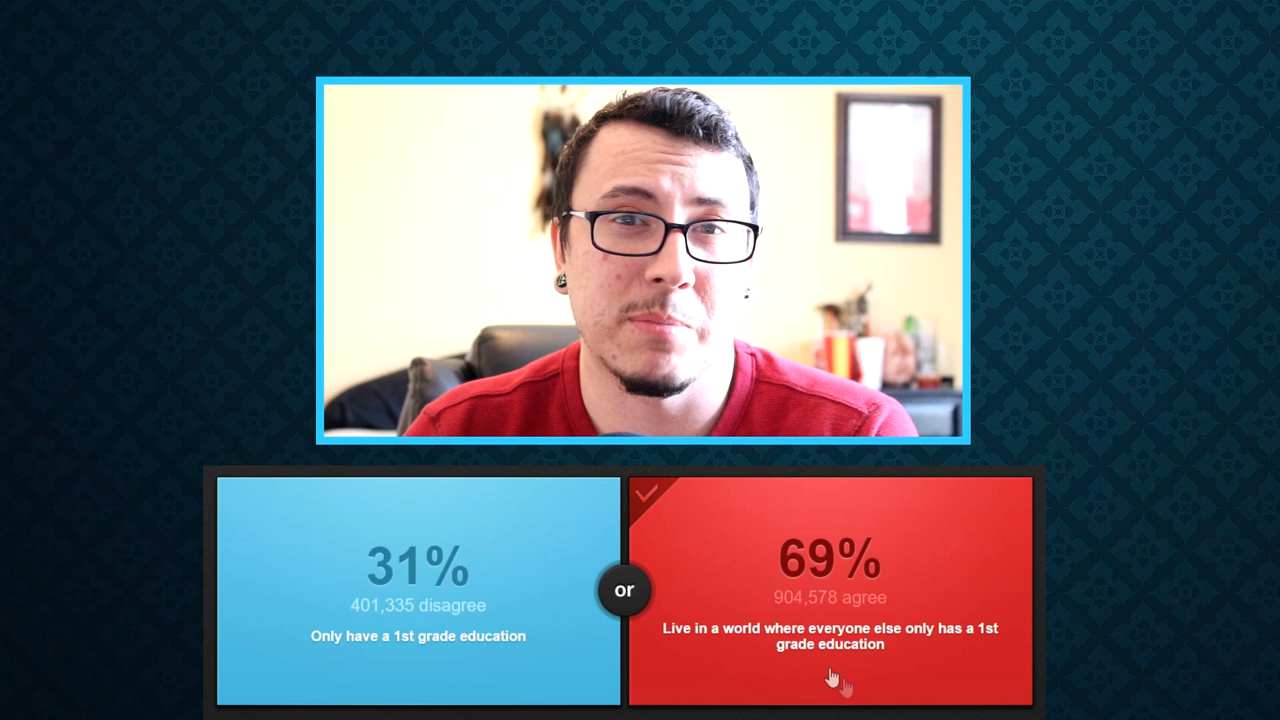 31%
401,335 disagree
Only have a 1st grade education
or
69%
904,578 agree
Live in a world where everyone else only has a 1st
grade education